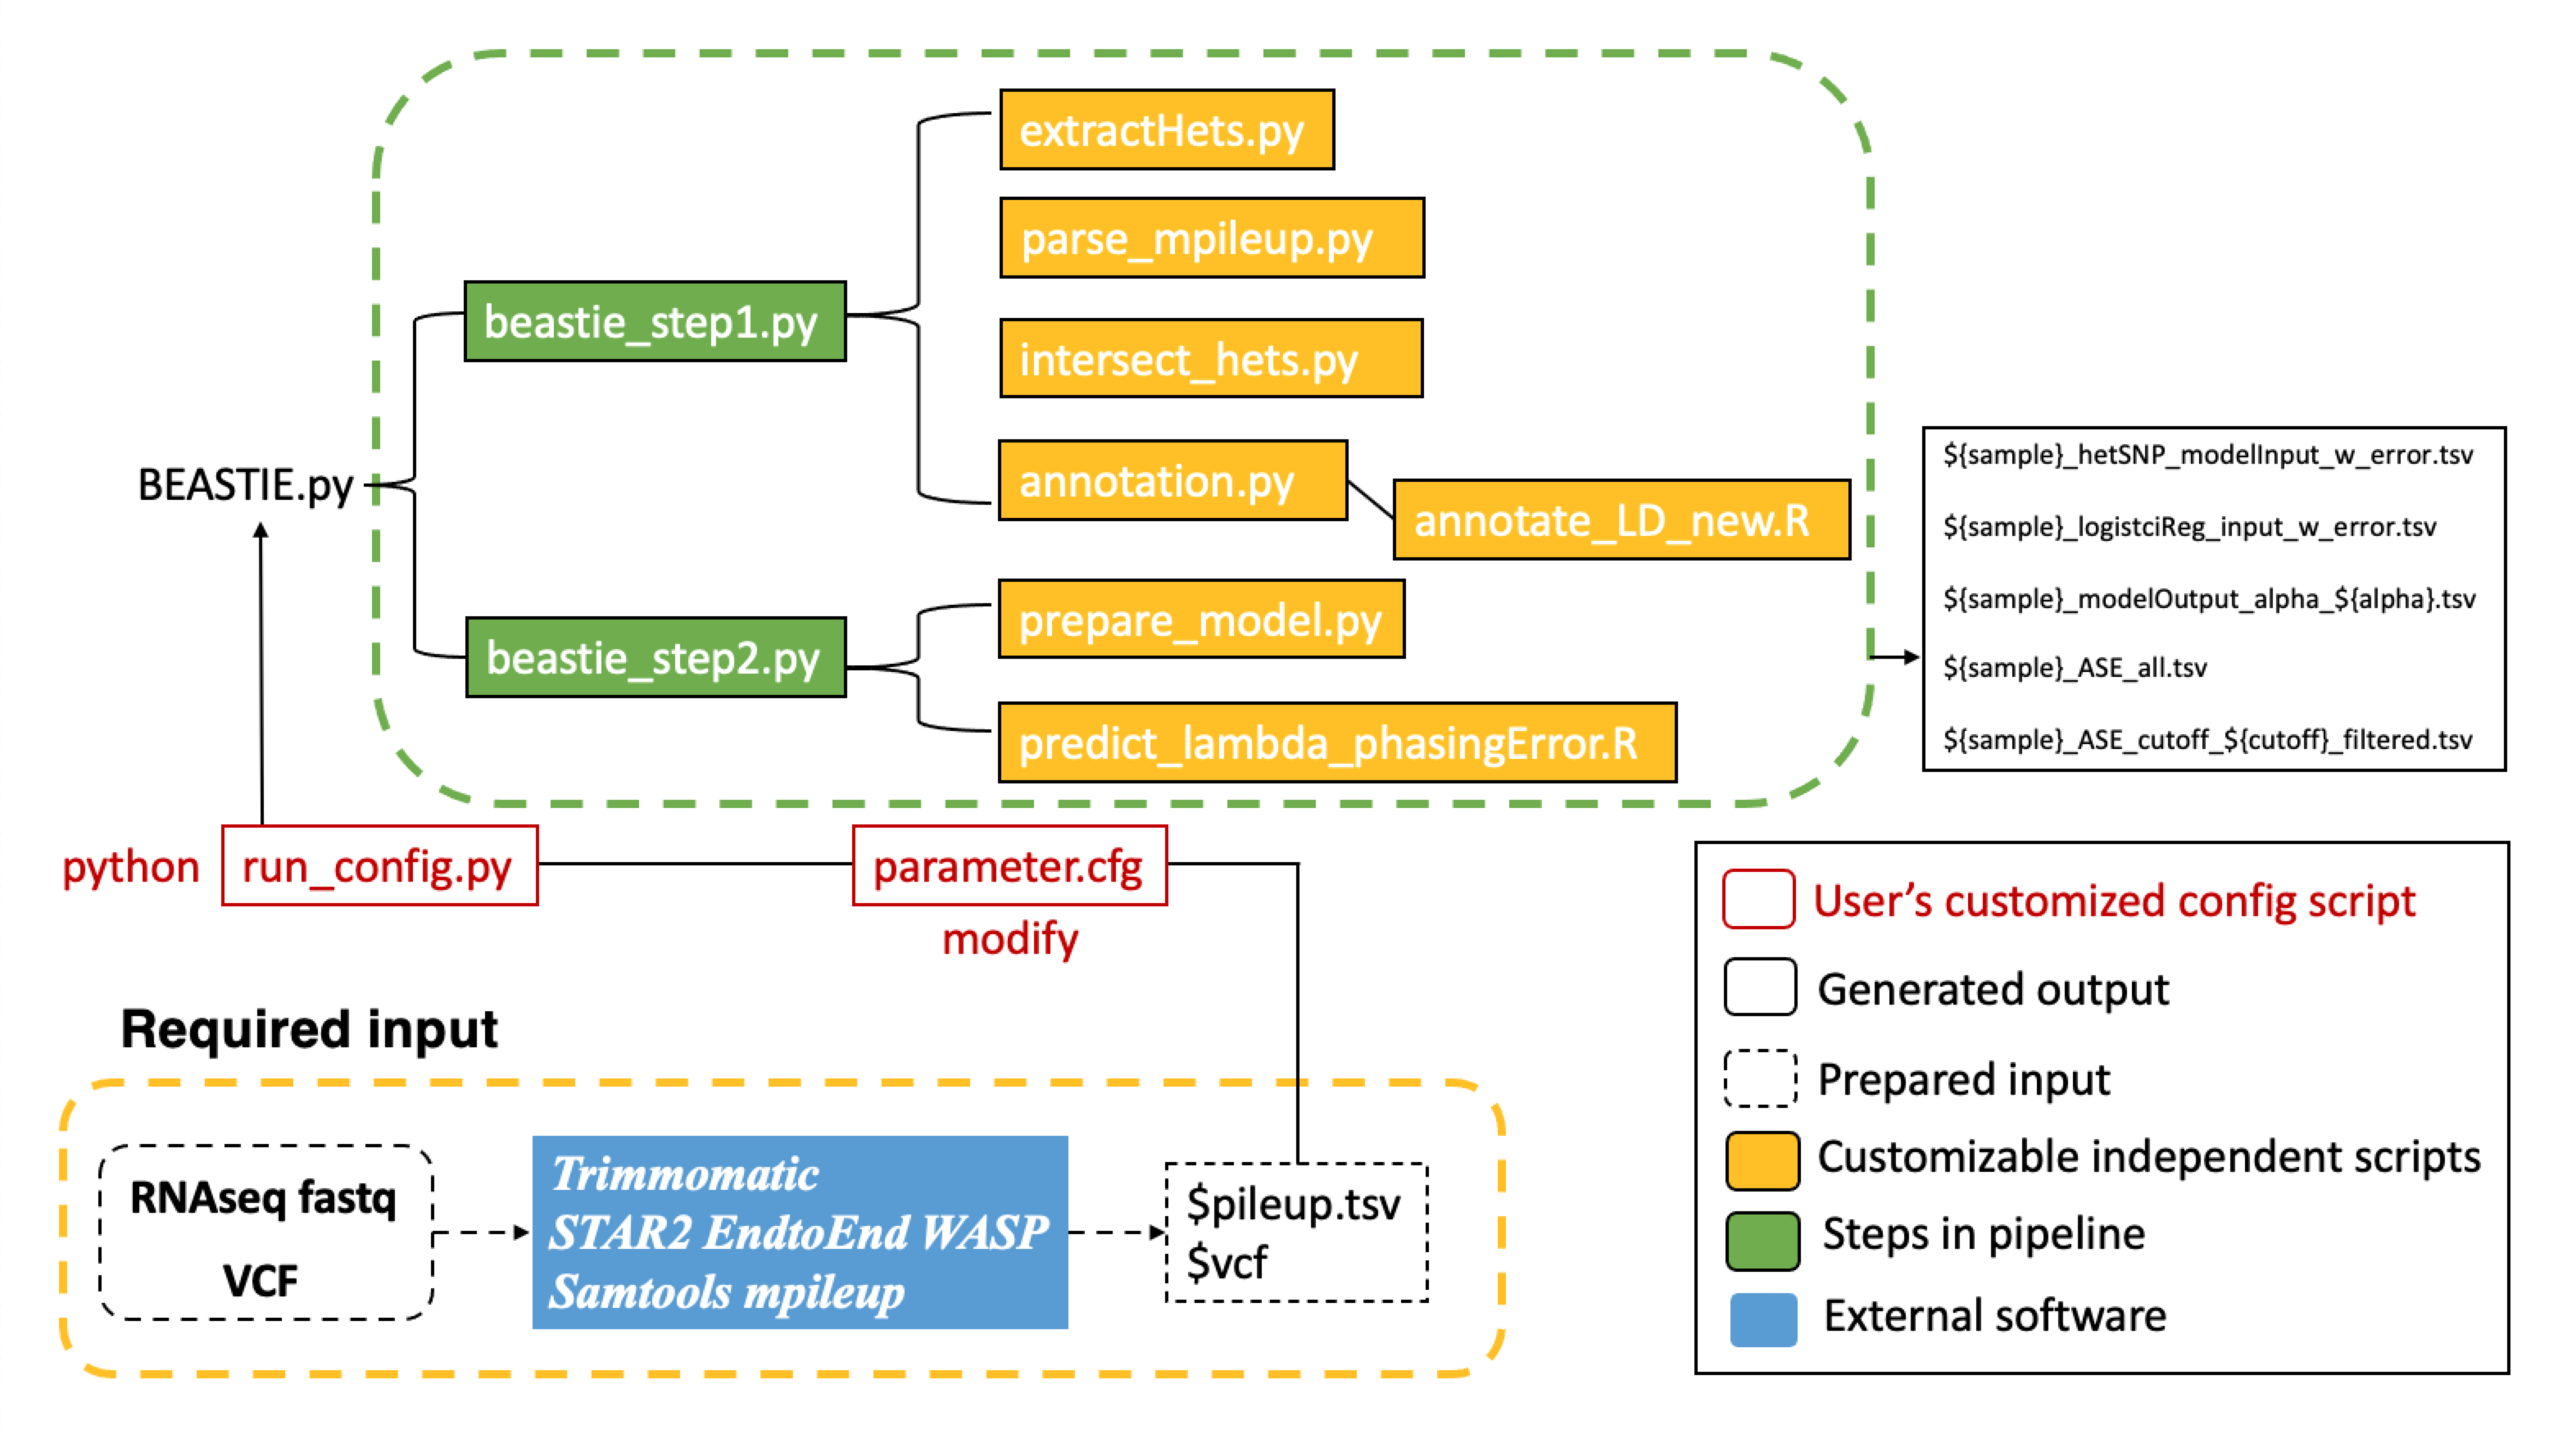 extractHets.py
parse_mpileup.py
beastie_step1.py
intersect_hets.py
annotation.py
annotate_LD_new.R
BEASTIE.py
beastie_step2.py
prepare_model.py
predict_lambda_phasingError.R
${sample}_hetSNP_modelInput_w_error.tsv
${sample}_logistciReg_input_w_error.tsv
${sample}_modelOutput_alpha_${alpha}.tsv
${sample}_ASE_all.tsv
${sample}_ASE_cutoff_${cutoff}_filtered.tsv
python run_config.py
parameter.cfg
modify
Required input
RNAseq fastq
VCF
Trimmomatic
STAR2 EndtoEnd WASP
Samtools mpileup
$pileup.tsv
$vcf
User’s customized config script
Generated output
Prepared input
Customizable independent scripts
Steps in pipeline
External software